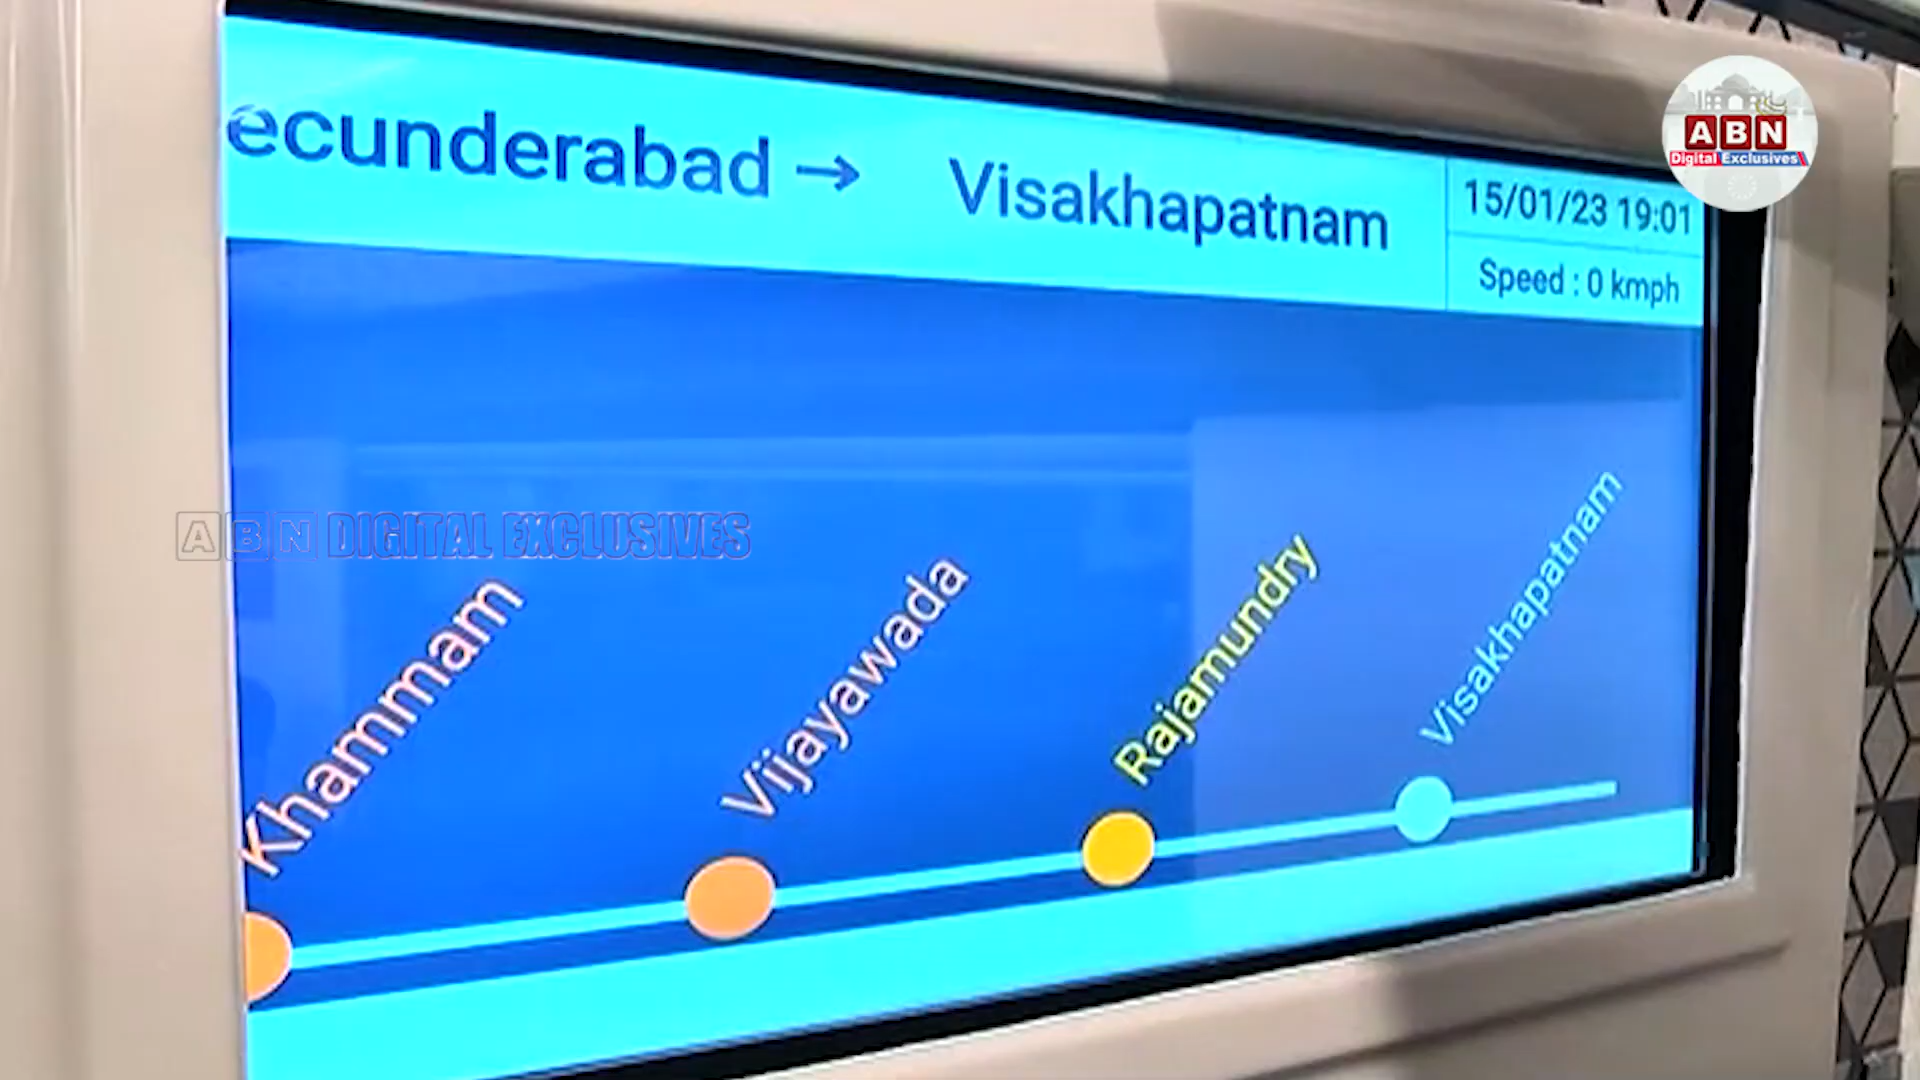 ecunderabad → Visakhapatnam
15/01/23 19:01
Speed : 0 kmph
ABN
Digital Exclusives
ABN DIGITAL EXCLUSIVES
Khammam
Vijayawada
Rajamundry
Visakhapatnam